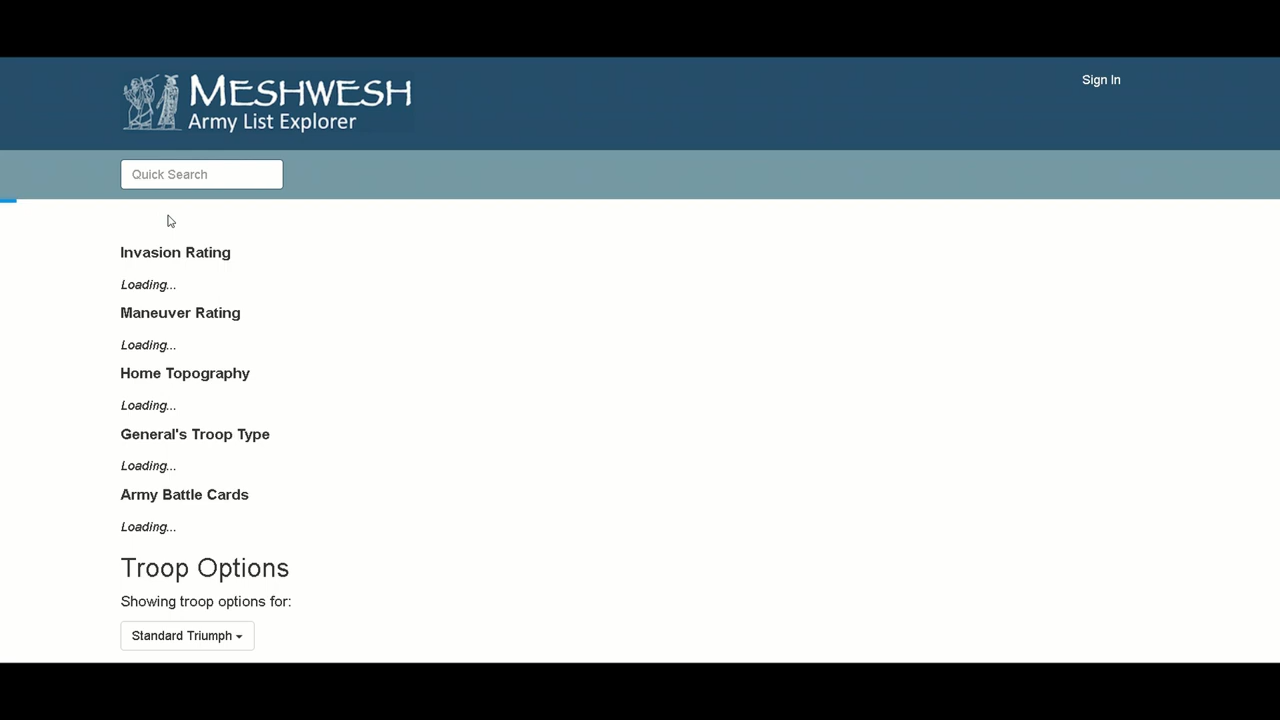 MESHWESH
Army List Explorer
Sign In
Quick Search
Invasion Rating
Loading...
Maneuver Rating
Loading...
Home Topography
Loading...
General's Troop Type
Loading...
Army Battle Cards
Loading...
Troop Options
Showing troop options for:
Standard Triumph